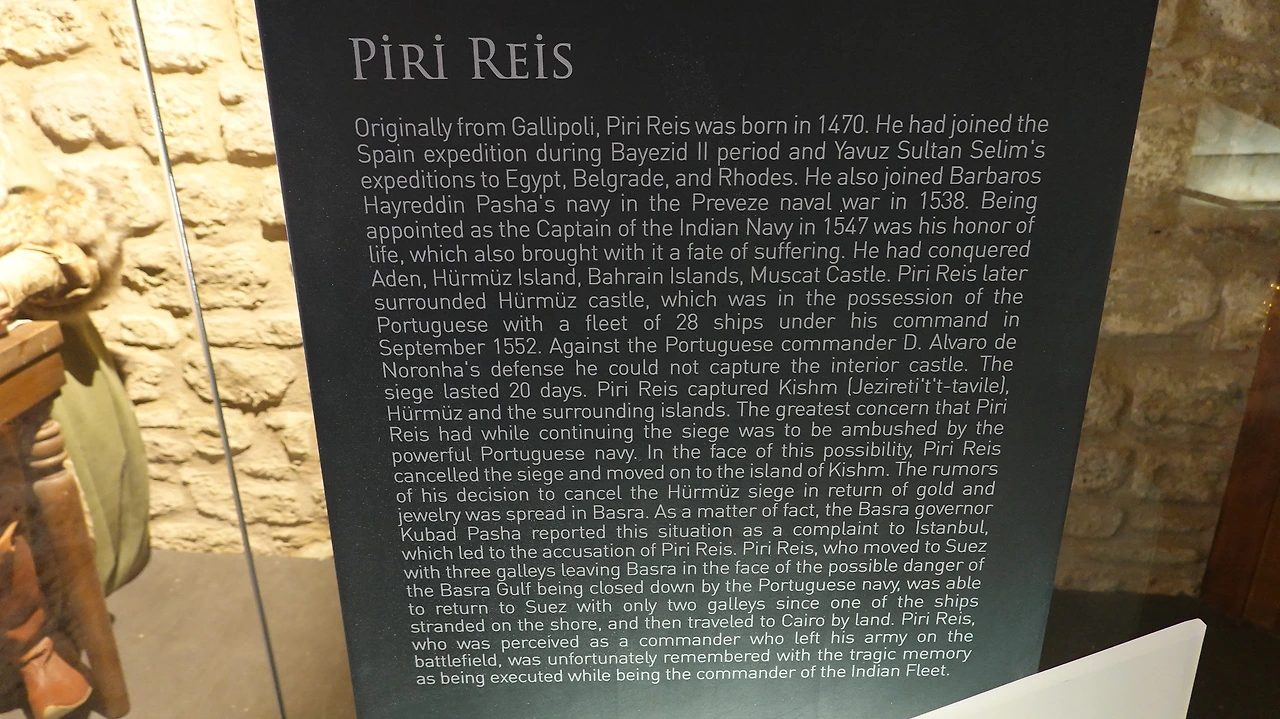 PiRi REiS
Originally from Gallipoli, Piri Reis was born in 1470. He had joined the
Spain expedition during Bayezid II period and Yavuz Sultan Selim's
expeditions to Egypt, Belgrade, and Rhodes. He also joined Barbaros
Hayreddin Pasha's navy in the Preveze naval war in 1538. Being
appointed as the Captain of the Indian Navy in 1547 was his honor of
life, which also brought with it a fate of suffering. He had conquered
Aden, Hürmüz Island, Bahrain Islands, Muscat Castle. Piri Reis later
surrounded Hürmüz castle, which was in the possession of the
Portuguese with a fleet of 28 ships under his command in
September 1552. Against the Portuguese commander D. Alvaro de
Noronha's defense he could not capture the interior castle. The
siege lasted 20 days. Piri Reis captured Kishm (Jezireti't't-tavile),
Hürmüz and the surrounding islands. The greatest concern that Piri
Reis had while continuing the siege was to be ambushed by the
powerful Portuguese navy. In the face of this possibility, Piri Reis
cancelled the siege and moved on to the island of Kishm. The rumors
of his decision to cancel the Hürmüz siege in return of gold and
jewelry was spread in Basra. As a matter of fact, the Basra governor
Kubad Pasha reported this situation as a complaint to Istanbul,
which led to the accusation of Piri Reis. Piri Reis, who moved to Suez
with three galleys leaving Basra in the face of the possible danger of
the Basra Gulf being closed down by the Portuguese navy, was able
to return to Suez with only two galleys since one of the ships
stranded on the shore, and then traveled to Cairo by land. Piri Reis,
who was perceived as a commander who left his army on the
battlefield, was unfortunately remembered with the tragic memory
as being executed while being the commander of the Indian Fleet.